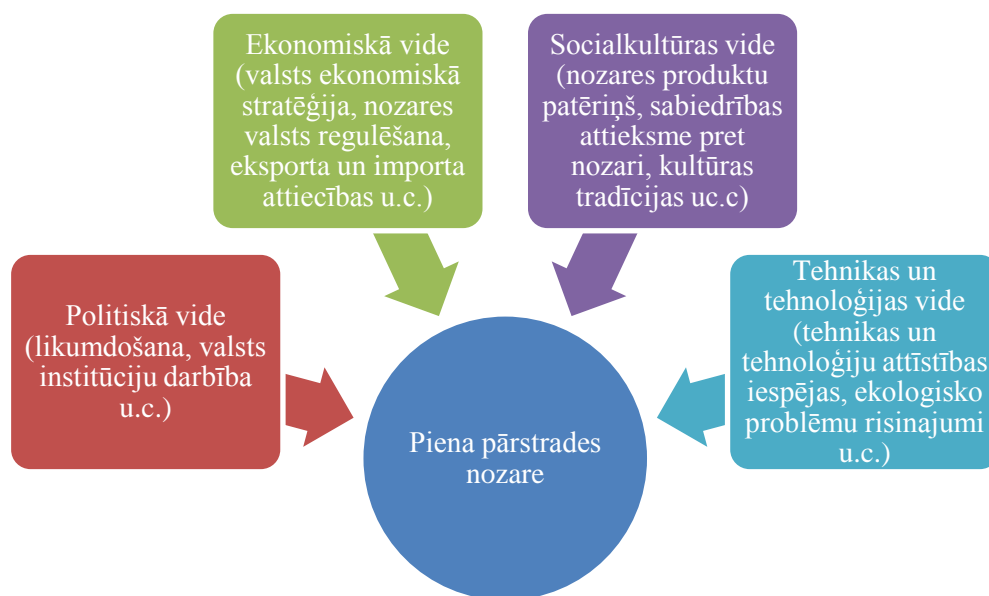 Ekonomiskā vide
(valsts ekonomiskā
stratēģija, nozares
valsts regulēšana,
eksporta un importa
attiecības u.c.)
Socialkultūras vide
(nozares produktu
patēriņš, sabiedrības
attieksme pret
nozari, kultūras
tradīcijas uc.c)
Politiskā vide
(likumdošana, valsts
institūciju darbība
u.c.)
Tehnikas un
tehnoloģijas vide
(tehnikas un
tehnoloģiju attīstības
iespējas, ekologisko
problēmu risinajumi
u.c.)
Piena pārstrades
nozare